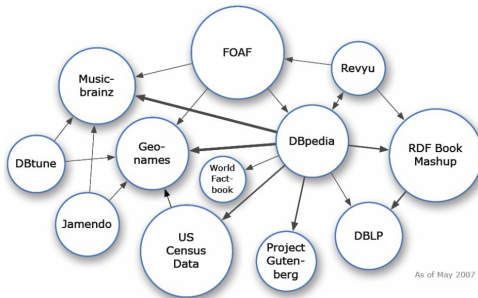 FOAF
Music-
brainz
Revyu
DBpedia
Geo-
names
RDF Book
Mashup
DBtune
World
Fact-
book
Jamendo
US
Census
Data
Project
Guten-
berg
DBLP
As of May 2007